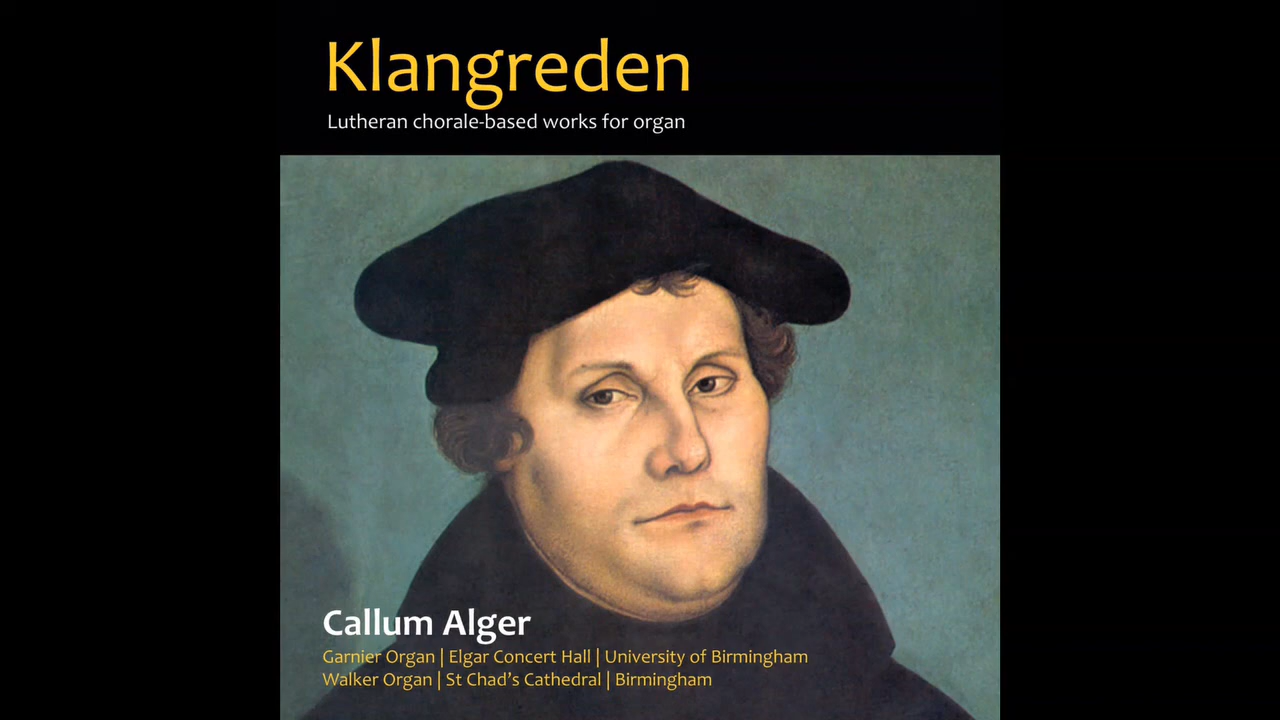 Klangreden
Lutheran chorale-based works for organ
Callum Alger
Garnier Organ | Elgar Concert Hall | University of Birmingham
Walker Organ | St Chad's Cathedral | Birmingham